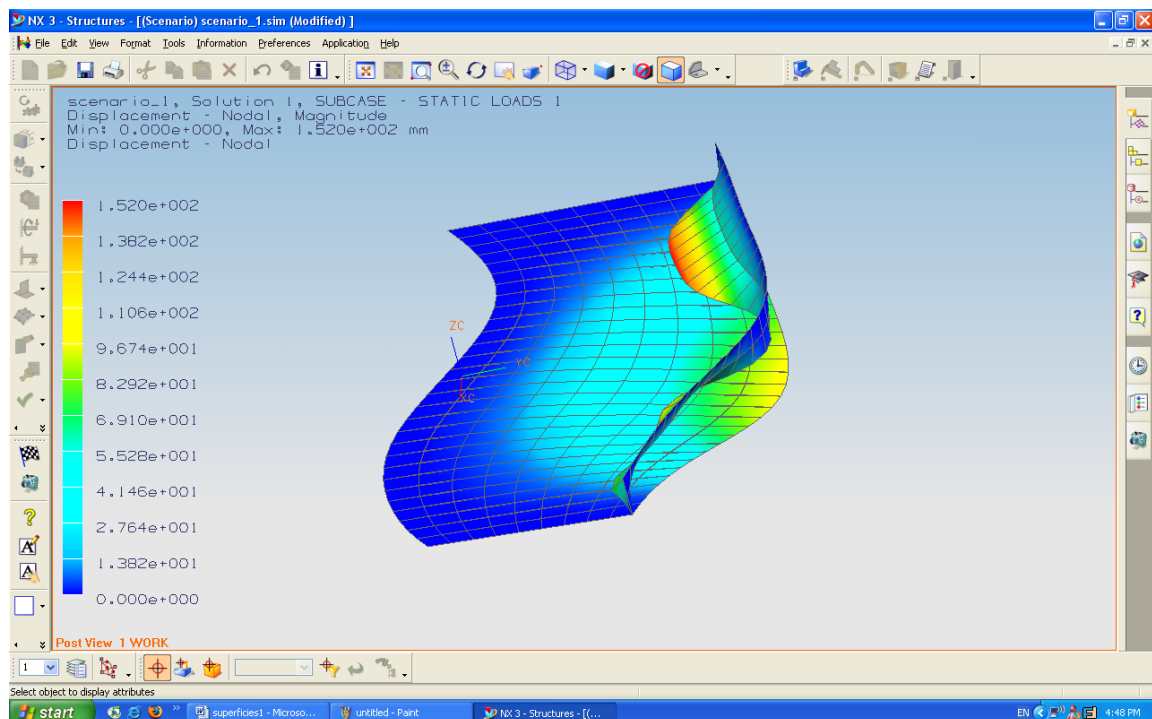 NX 3 - Structures - [(Scenario) scenario_1.sim (Modified) ]
File Edit View Format Tools Information Preferences Application Help
scenario_1, Solution 1, SUBCASE - STATIC LOADS 1
Displacement - Nodal, Magnitude
Min: 0.000e+000, Max: 1.520e+002 mm
Displacement - Nodal
1.520e+002
1.382e+002
1.244e+002
1.106e+002
9.674e+001
8.292e+001
6.910e+001
5.528e+001
4.146e+001
2.764e+001
1.382e+001
0.000e+000
ZC
YC
XC
Post View 1 WORK
1
Select object to display attributes
start
superficies1 - Microso...
untitled - Paint
NX 3 - Structures - [(...
EN
4:48 PM